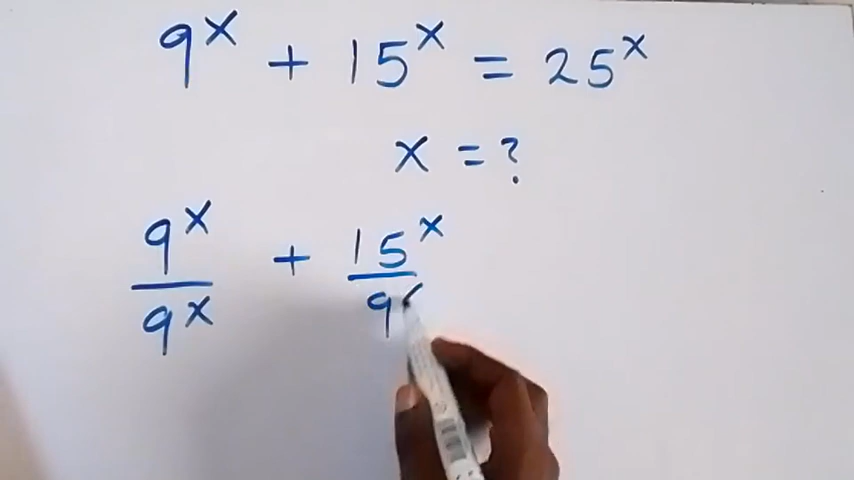 9^x + 15^x = 25^x
x = ?
9^x/9^x + 15^x/9^x